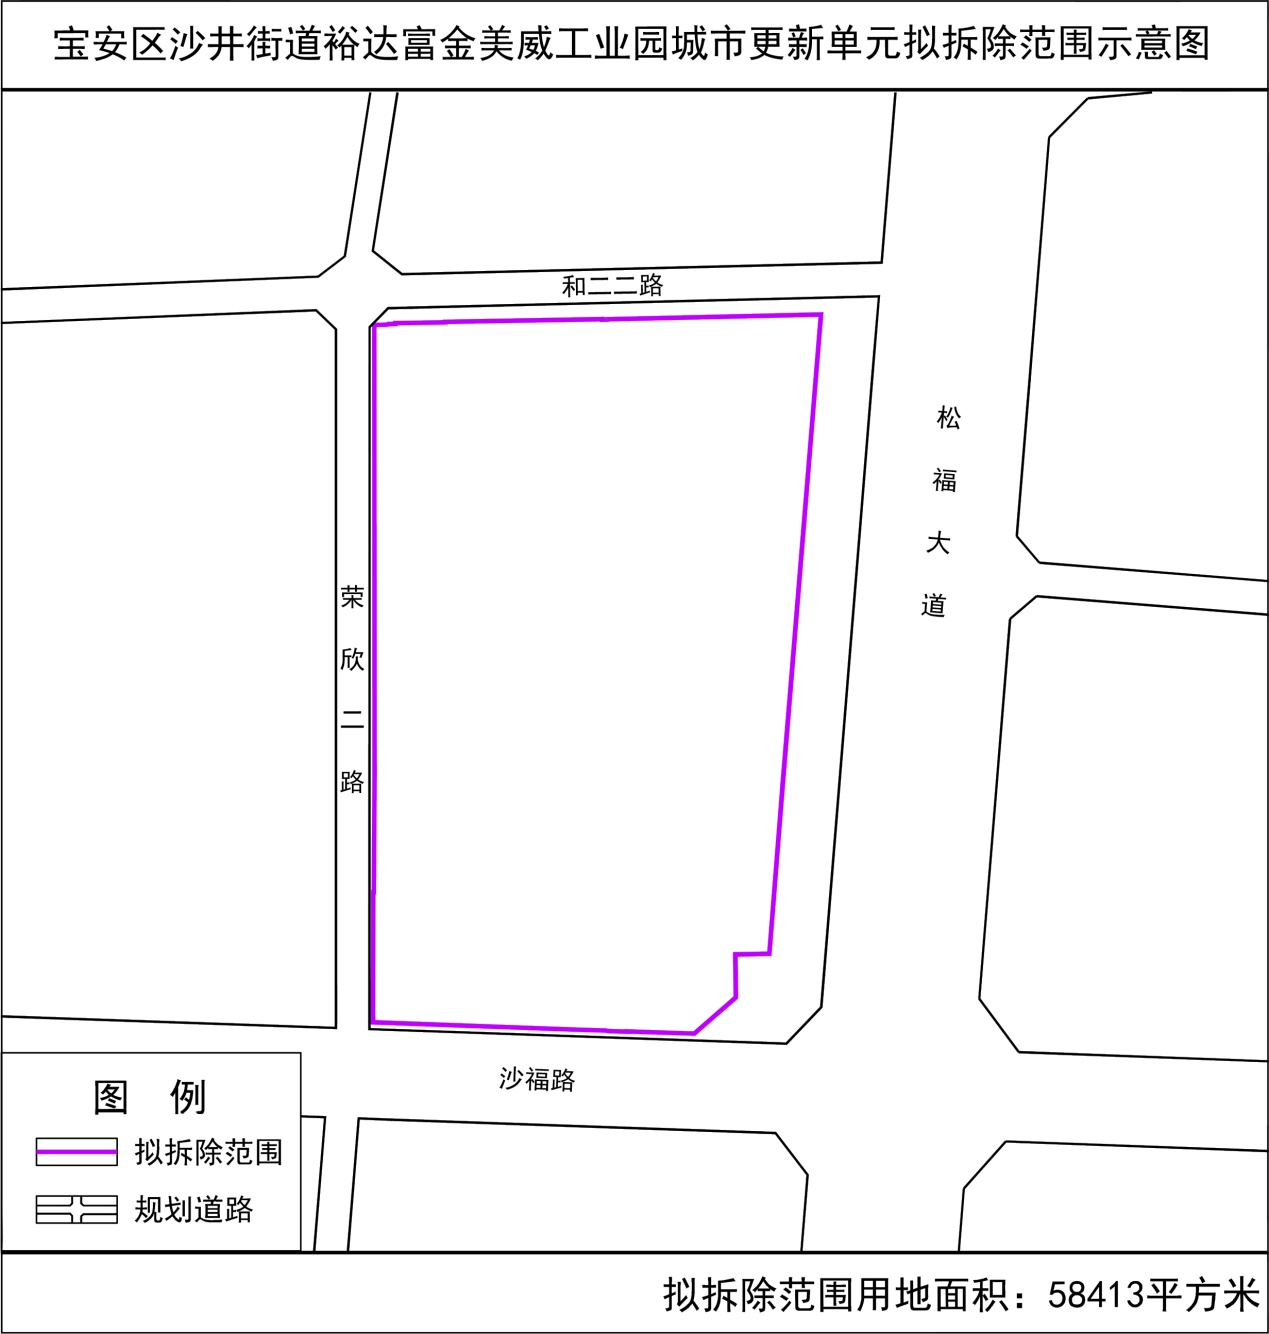 宝安区沙井街道裕达富金美威工业园城市更新单元拟拆除范围示意图
和二二路
松福大道
荣欣二路
沙福路
图 例
拟拆除范围
规划道路
拟拆除范围用地面积：58413平方米